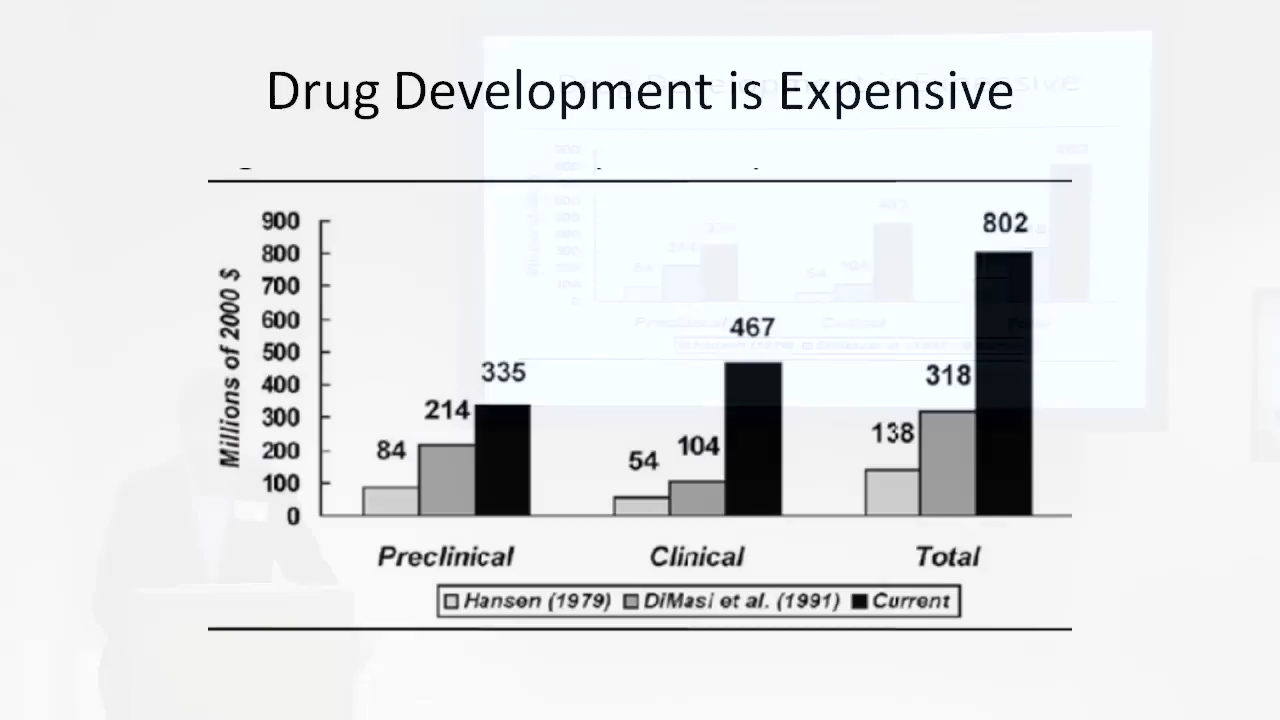 Drug Development is Expensive
900
800
700
600
500
400
300
200
100
0
Millions of 2000 $
84
214
335
54
104
467
138
318
802
Preclinical
Clinical
Total
Hansen (1979)
DiMasi et al. (1991)
Current